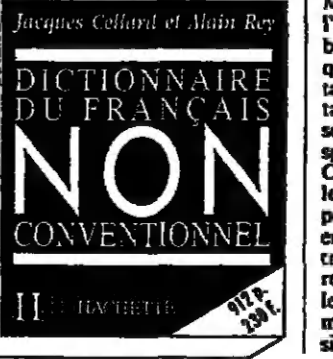 Jacques Cellard et Alain Rey
DICTIONNAIRE
DU FRANÇAIS
NON
CONVENTIONNEL
HACHETTE
912 p.
230 F.